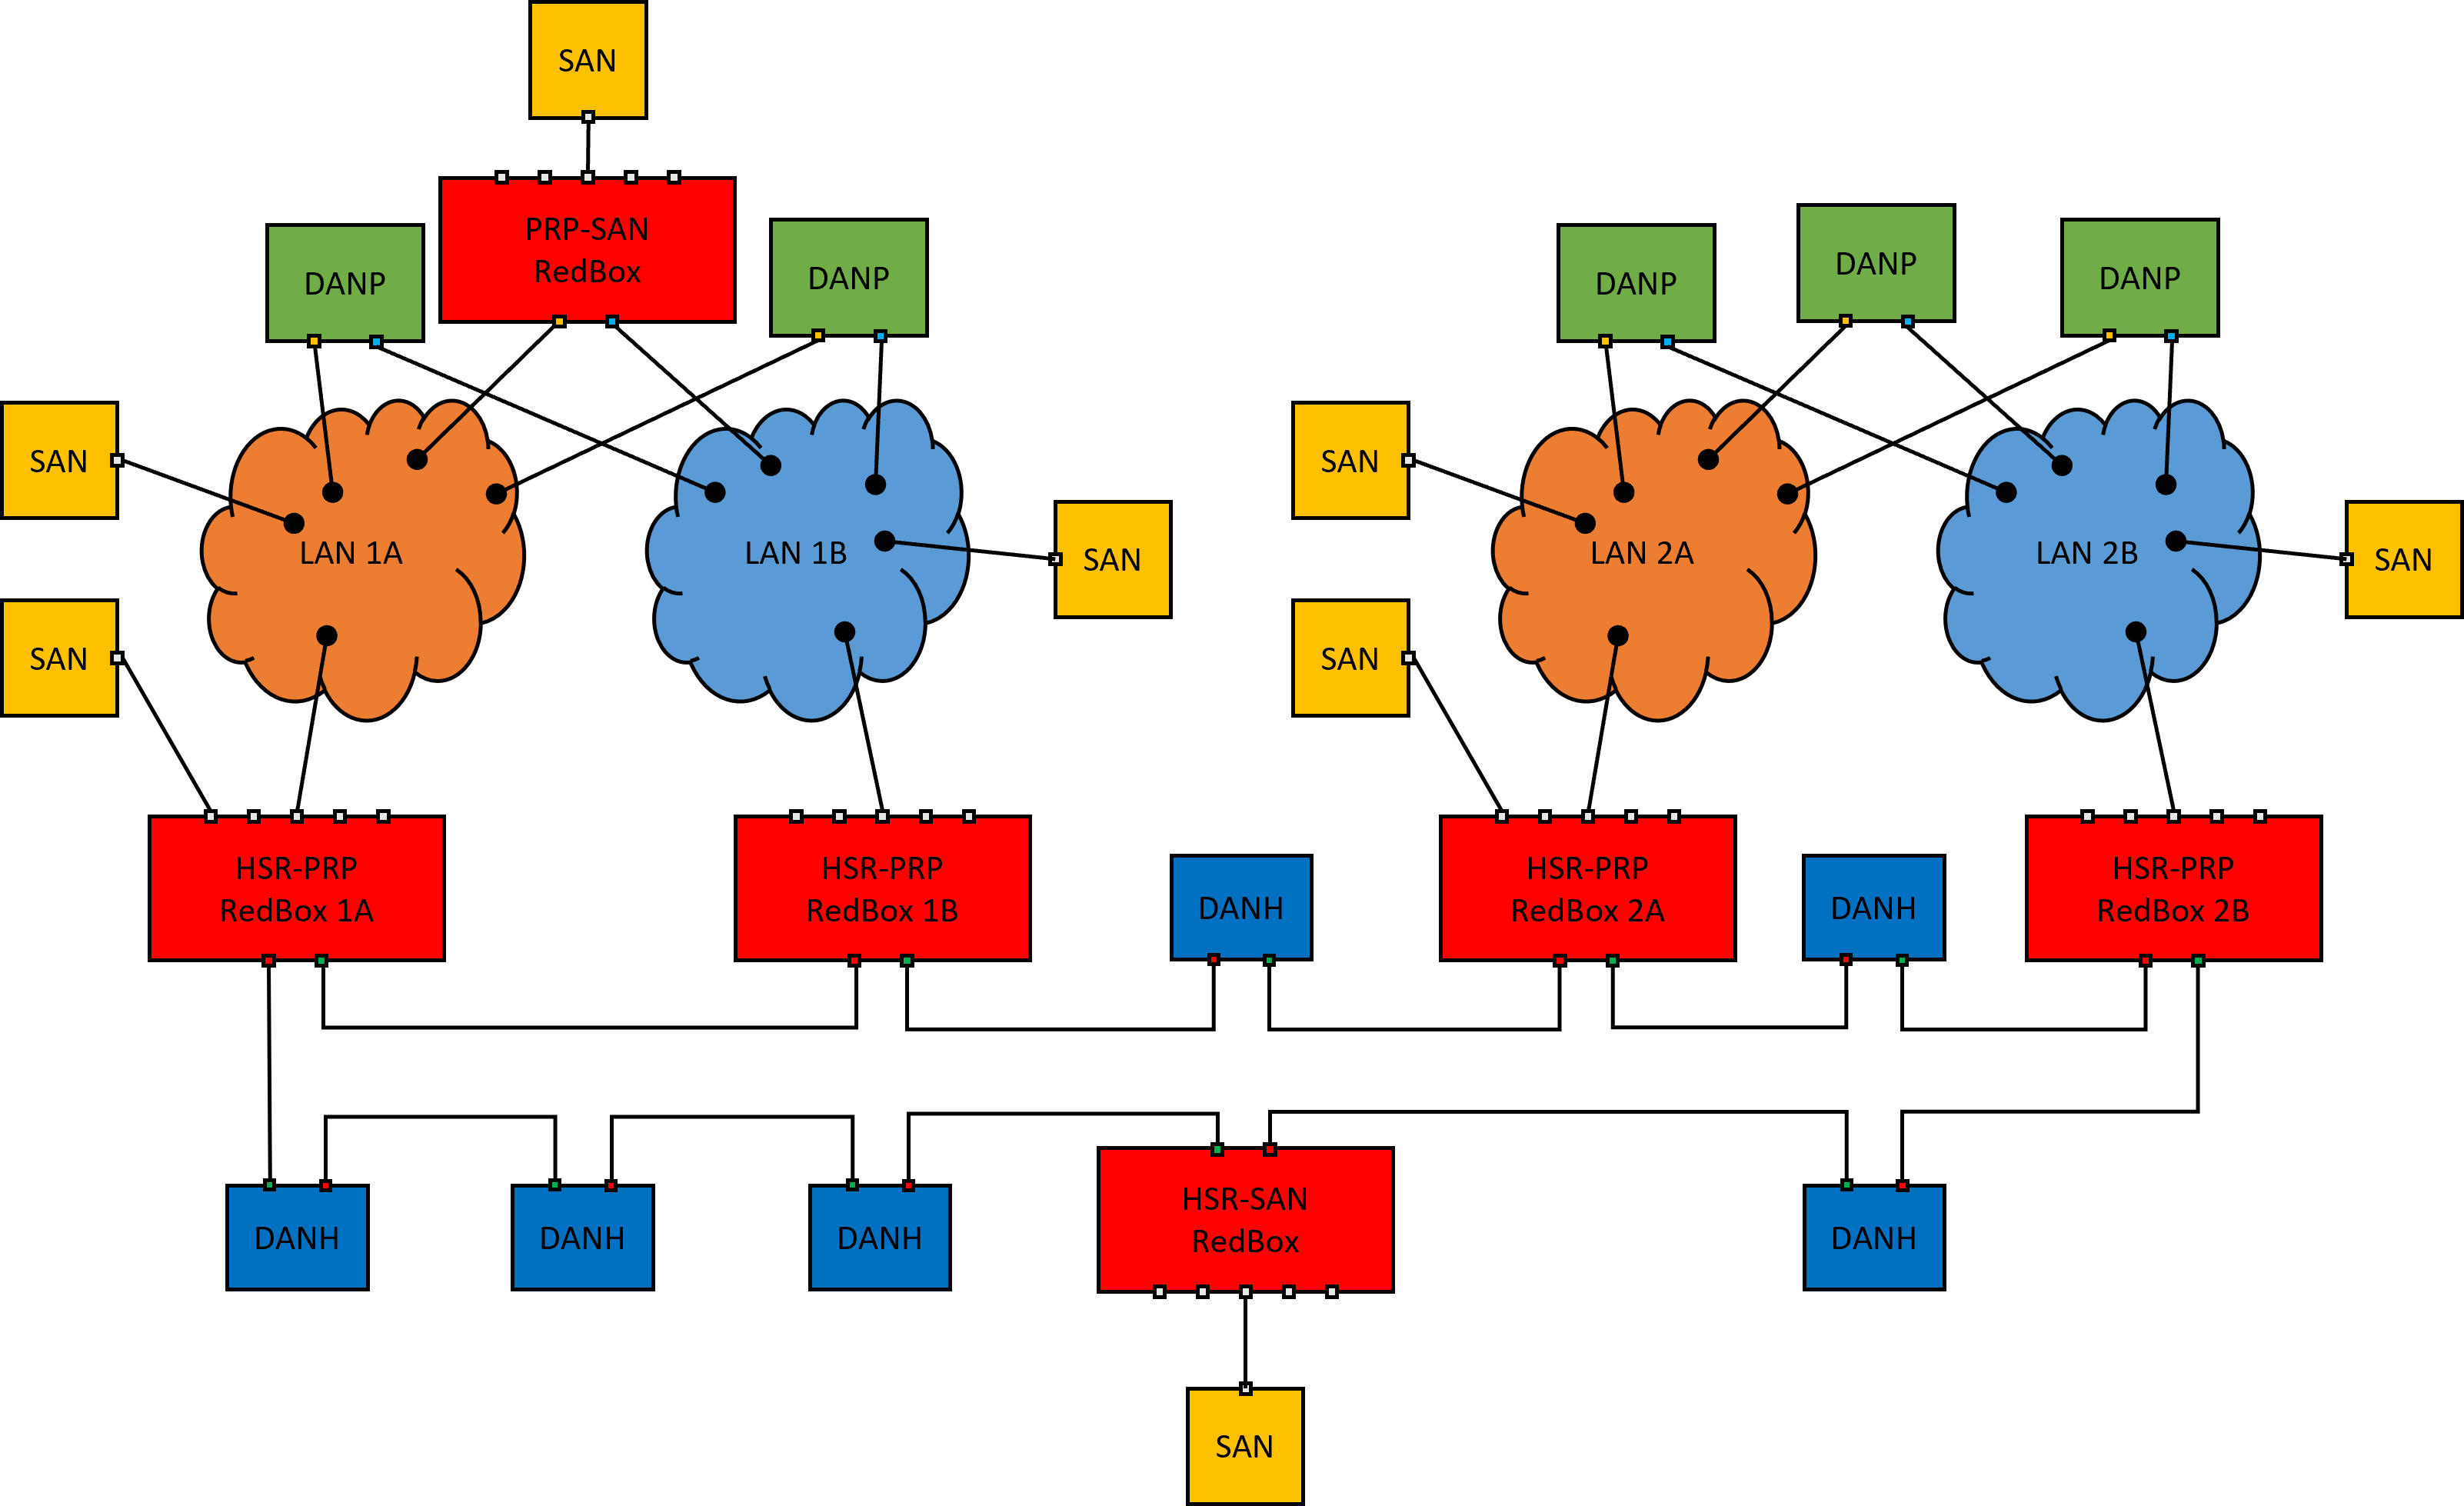 SAN
PRP-SAN
RedBox
DANP
DANP
DANP
DANP
DANP
SAN
SAN
LAN 1A
LAN 1B
LAN 2A
LAN 2B
SAN
SAN
SAN
SAN
HSR-PRP
RedBox 1A
HSR-PRP
RedBox 1B
DANH
HSR-PRP
RedBox 2A
DANH
HSR-PRP
RedBox 2B
DANH
DANH
DANH
HSR-SAN
RedBox
DANH
SAN